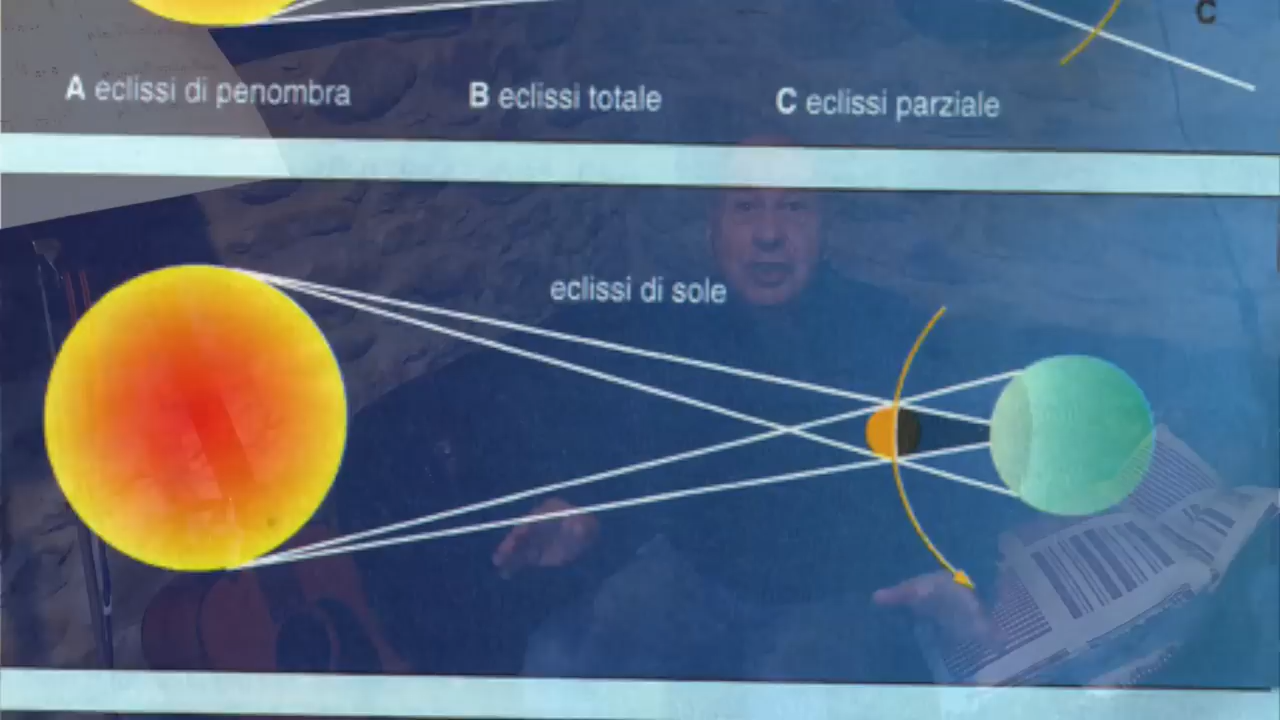 C
A eclissi di penombra
B eclissi totale
C eclissi parziale
eclissi di sole